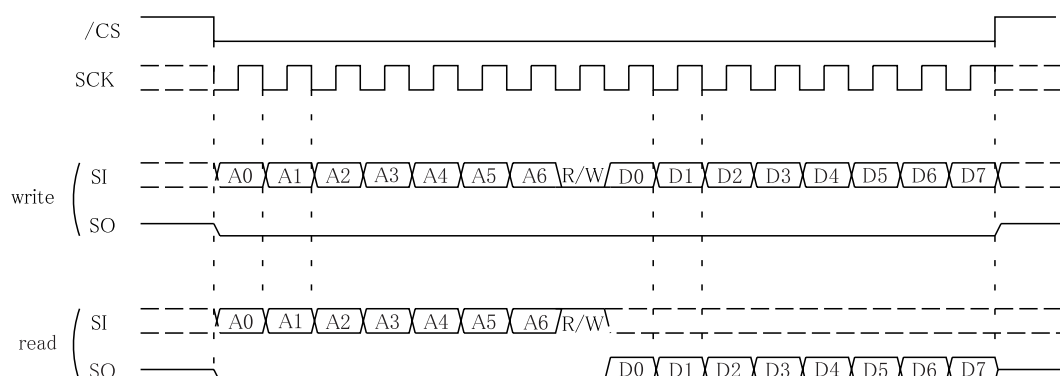 /CS
SCK
write
SI A0 A1 A2 A3 A4 A5 A6 R/W D0 D1 D2 D3 D4 D5 D6 D7
SO
read
SI A0 A1 A2 A3 A4 A5 A6 R/W
SO D0 D1 D2 D3 D4 D5 D6 D7